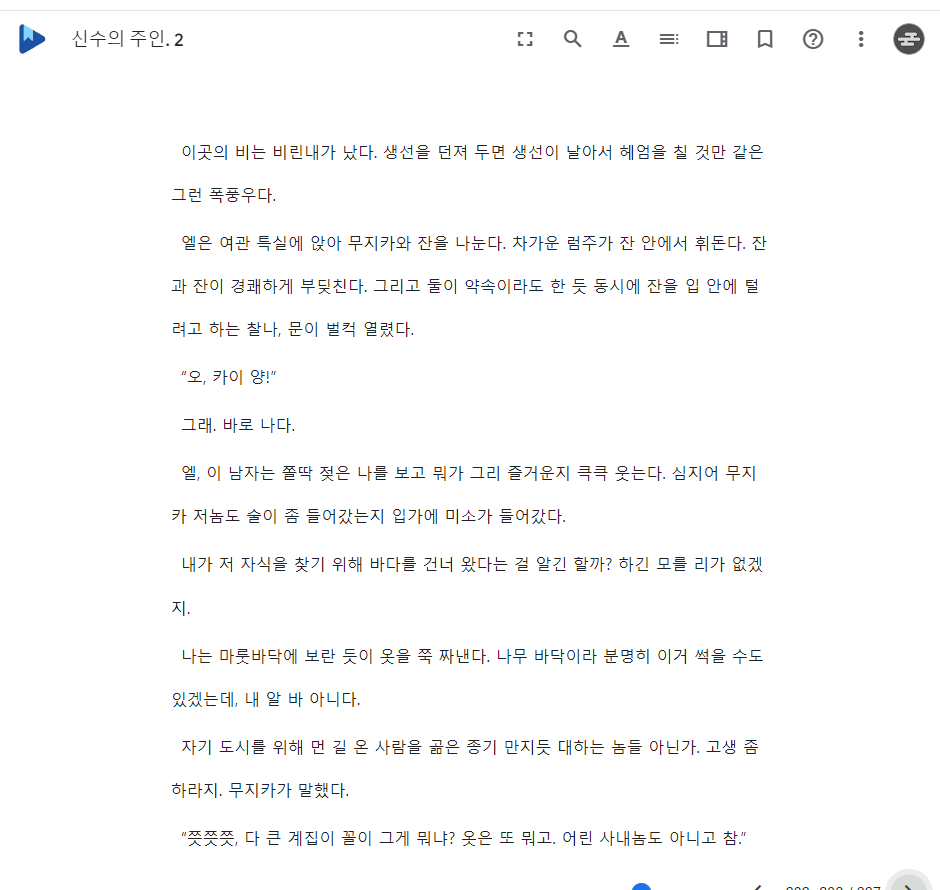 신수의 주인. 2
이곳의 비는 비린내가 났다. 생선을 던져 두면 생선이 날아서 헤엄을 칠 것만 같은
그런 폭풍우다.
엘은 여관 특실에 앉아 무지카와 잔을 나눈다. 차가운 럼주가 잔 안에서 휘돈다. 잔
과 잔이 경쾌하게 부딪친다. 그리고 둘이 약속이라도 한 듯 동시에 잔을 입 안에 털
려고 하는 찰나, 문이 벌컥 열렸다.
“오, 카이 양!”
그래. 바로 나다.
엘, 이 남자는 쫄딱 젖은 나를 보고 뭐가 그리 즐거운지 큭큭 웃는다. 심지어 무지
카 저놈도 술이 좀 들어갔는지 입가에 미소가 들어갔다.
내가 저 자식을 찾기 위해 바다를 건너 왔다는 걸 알긴 할까? 하긴 모를 리가 없겠
지.
나는 마룻바닥에 보란 듯이 옷을 쭉 짜낸다. 나무 바닥이라 분명히 이거 썩을 수도
있겠는데, 내 알 바 아니다.
자기 도시를 위해 먼 길 온 사람을 곪은 종기 만지듯 대하는 놈들 아닌가. 고생 좀
하라지. 무지카가 말했다.
“쯧쯧쯧, 다 큰 계집이 꼴이 그게 뭐냐? 옷은 또 뭐고. 어린 사내놈도 아니고 참.”